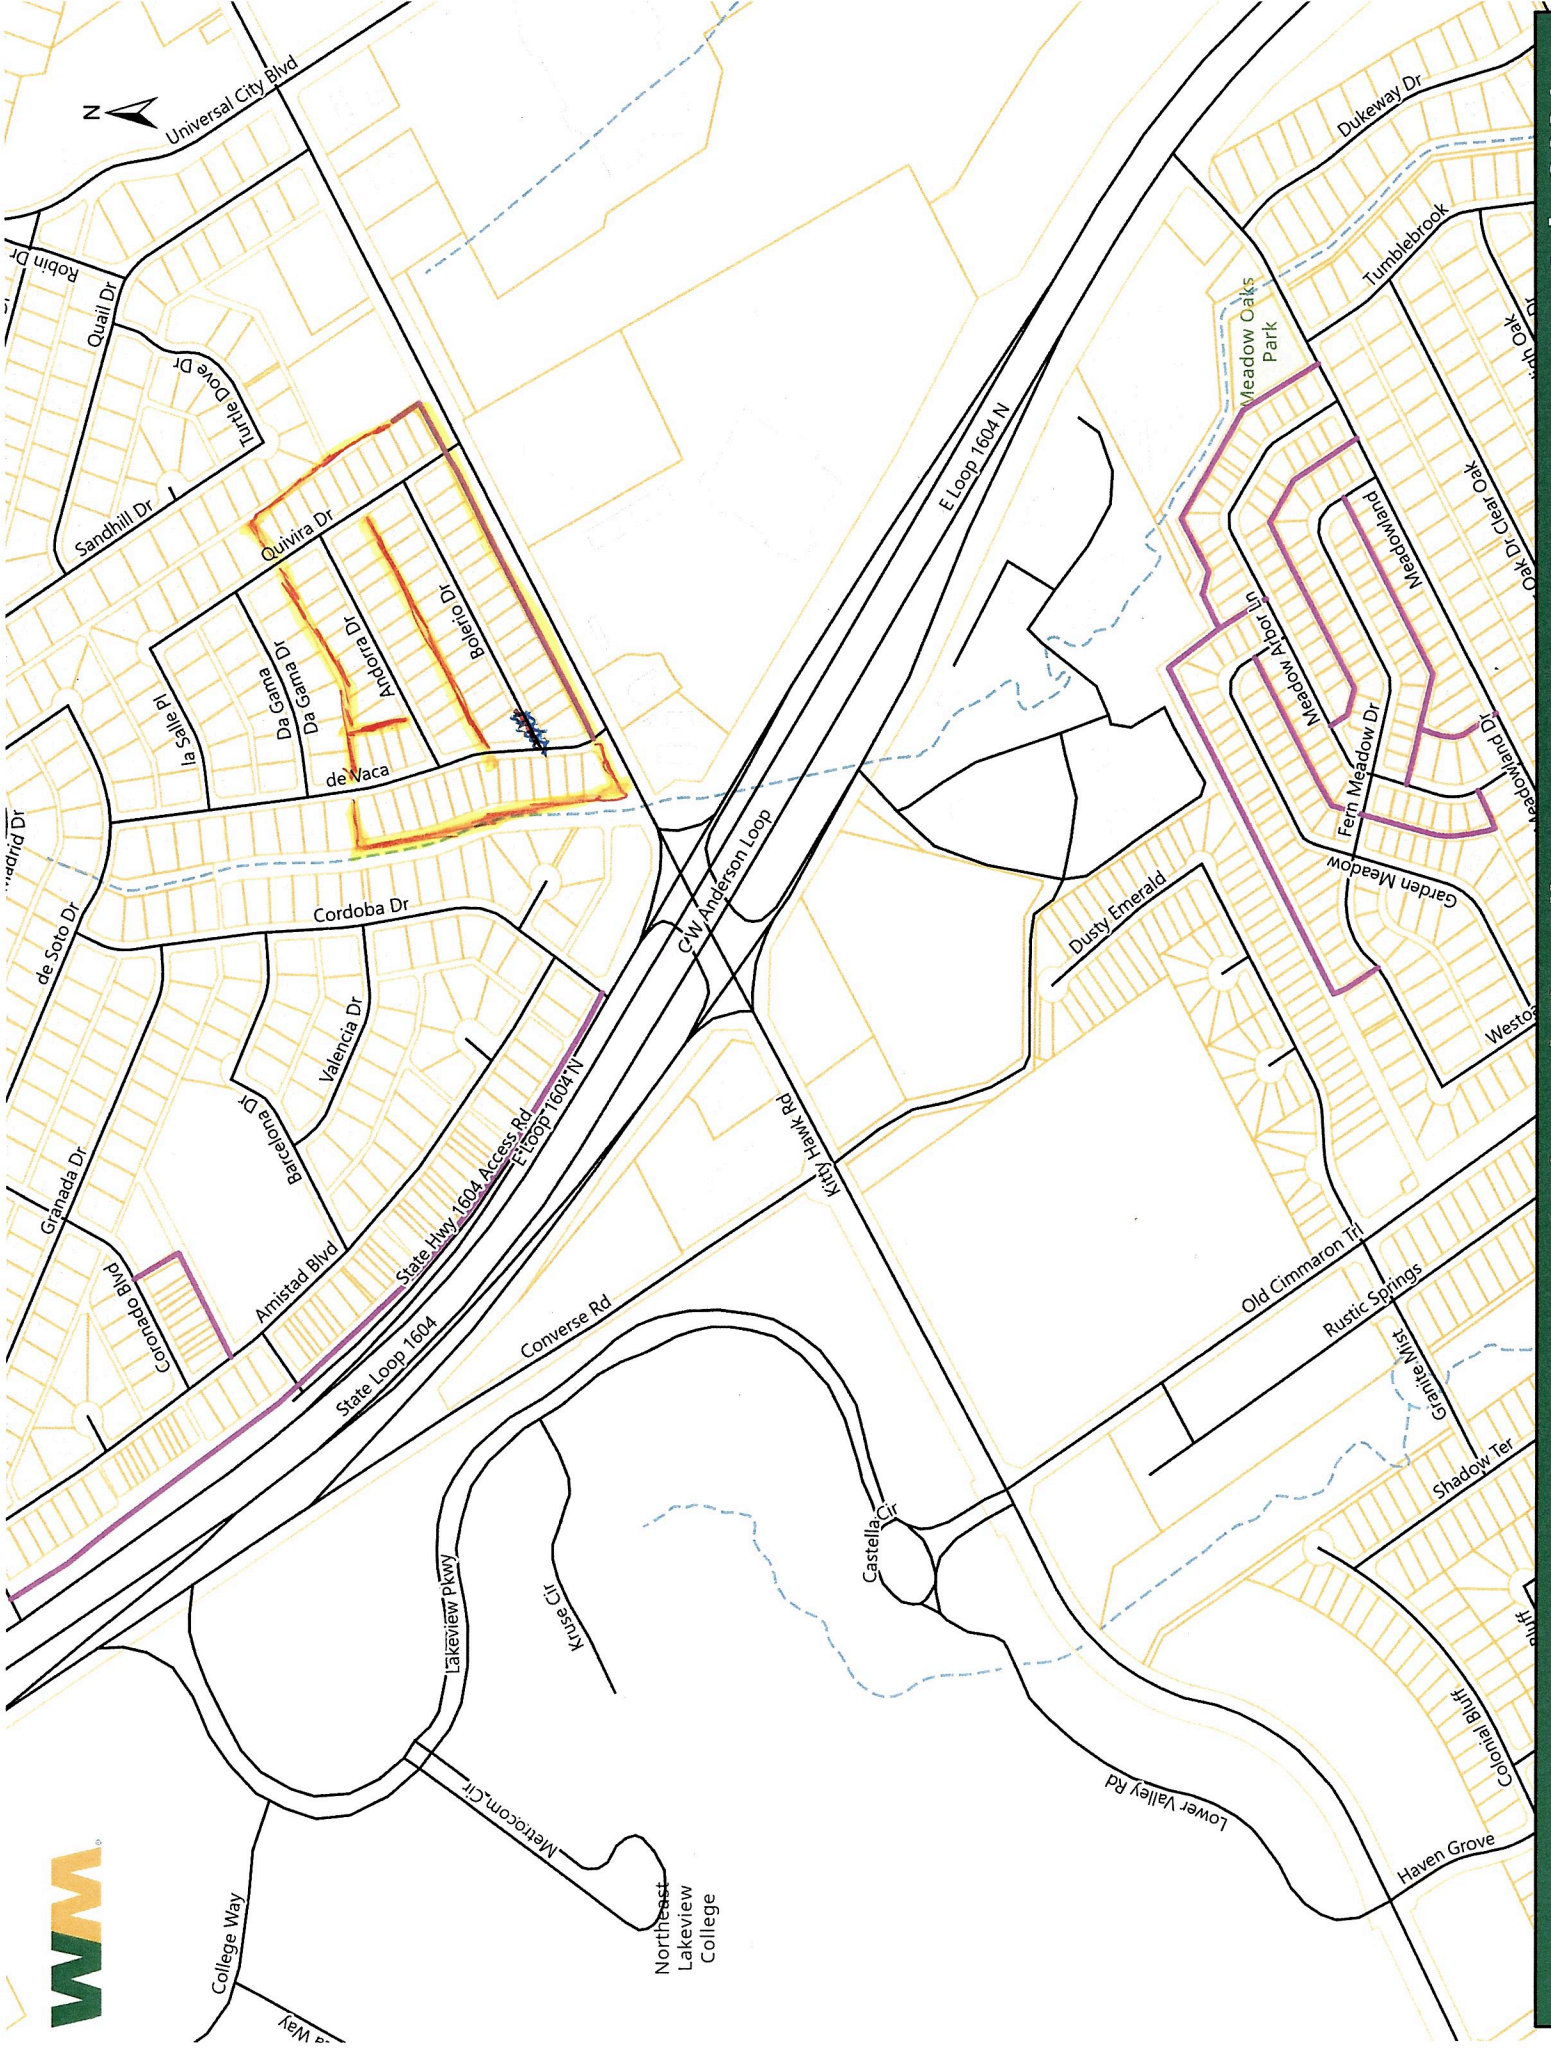 Universal City Blvd
N
Robin Dr
Quail Dr
Turtle Dove Dr
Sandhill Dr
Quivira Dr
la Salle Pl
Da Gama
Da Gama Dr
Andorra Dr
Bolerio Dr
de Vaca
Madrid Dr
de Soto Dr
Cordoba Dr
Valencia Dr
Barcelona Dr
Granada Dr
Coronado Blvd
Amistad Blvd
State Hwy 1604 Access Rd
E Loop 1604 N
State Loop 1604
C W Anderson Loop
E Loop 1604 N
Converse Rd
Kitty Hawk Rd
Lakeview Pkwy
Kruse Cir
Castella Cir
Metrocom Cir
College Way
Northeast
Lakeview
College
Lower Valley Rd
Haven Grove
Colonial Bluff
Bluff
Shadow Ter
Granite Mist
Rustic Springs
Old Cimmaron Trl
Dusty Emerald
Garden Meadow
Fern Meadow Dr
Meadow Arbor Ln
Meadow Arbor
Meadowland
Meadowland Dr
Meadowland Dr
Clear Oak
Oak Dr
Tumblebrook
Dukeway Dr
Meadow Oaks
Park
WM